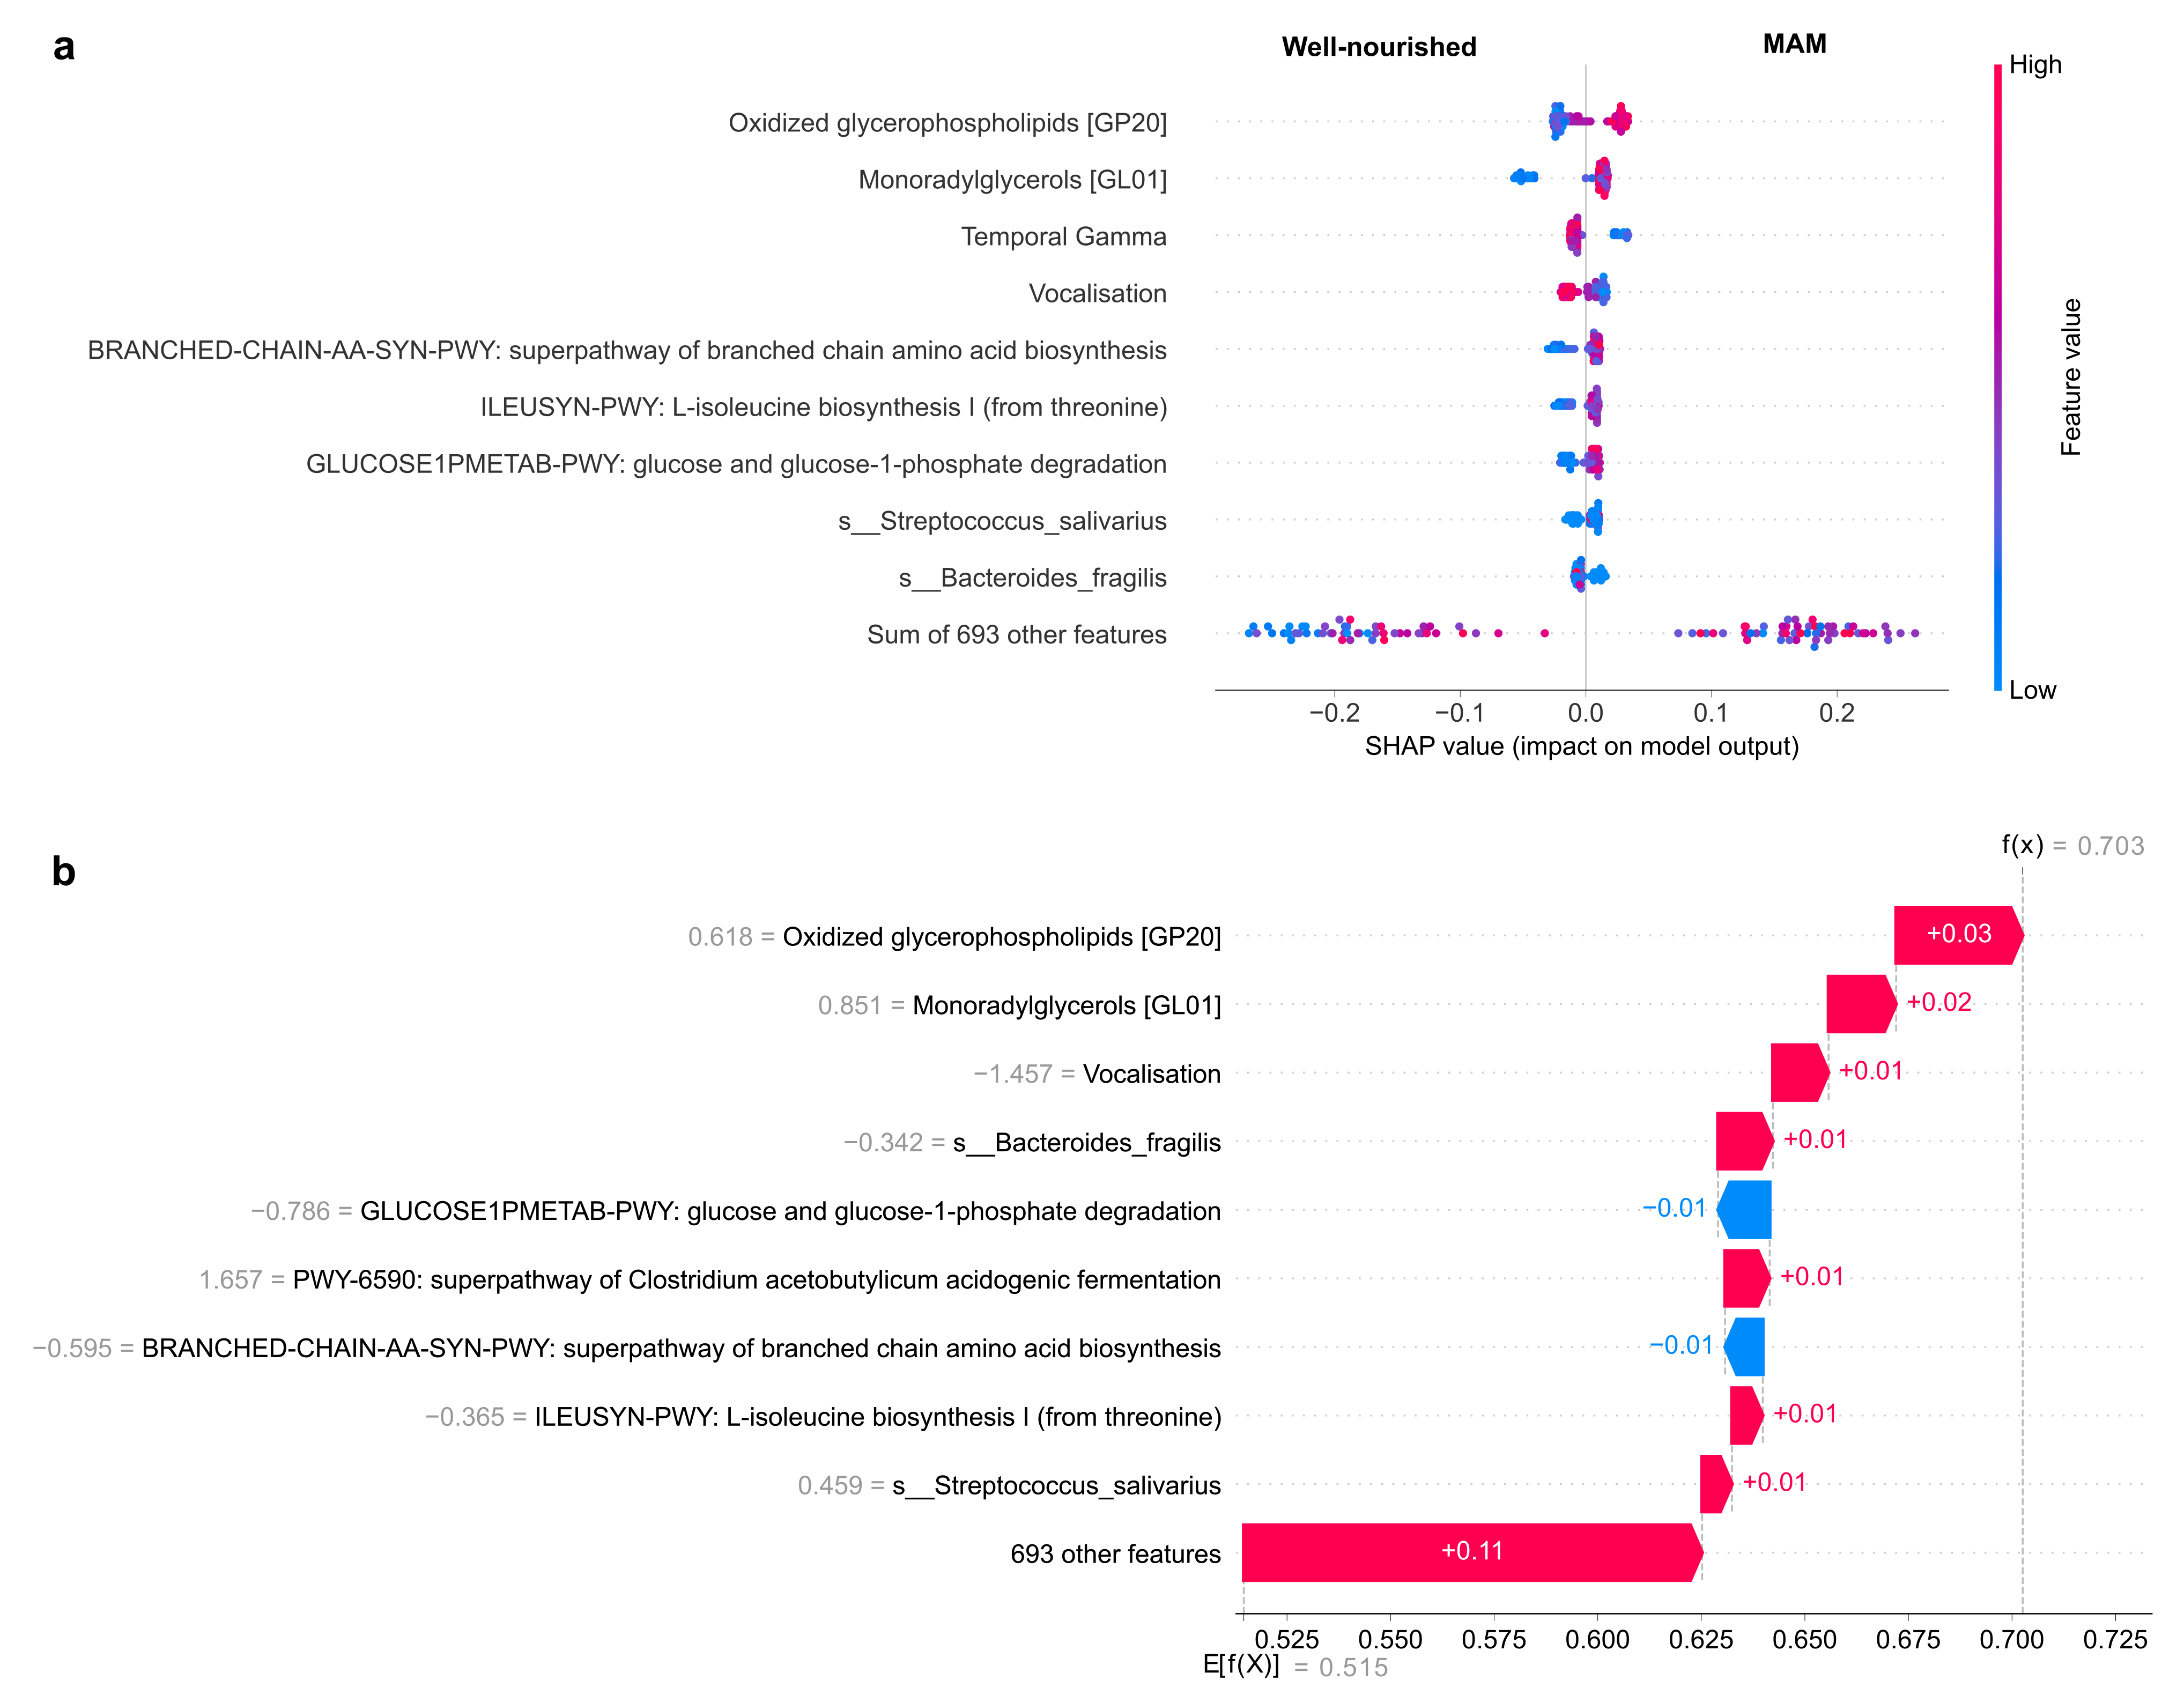 a
Well-nourished
MAM
High
Oxidized glycerophospholipids [GP20]
Monoradylglycerols [GL01]
Temporal Gamma
Vocalisation
BRANCHED-CHAIN-AA-SYN-PWY: superpathway of branched chain amino acid biosynthesis
ILEUSYN-PWY: L-isoleucine biosynthesis I (from threonine)
GLUCOSE1PMETAB-PWY: glucose and glucose-1-phosphate degradation
s__Streptococcus_salivarius
s__Bacteroides_fragilis
Sum of 693 other features
Feature value
Low
−0.2 −0.1 0.0 0.1 0.2
SHAP value (impact on model output)
b
f(x) = 0.703
0.618 = Oxidized glycerophospholipids [GP20] +0.03
0.851 = Monoradylglycerols [GL01] +0.02
−1.457 = Vocalisation +0.01
−0.342 = s__Bacteroides_fragilis +0.01
−0.786 = GLUCOSE1PMETAB-PWY: glucose and glucose-1-phosphate degradation −0.01
1.657 = PWY-6590: superpathway of Clostridium acetobutylicum acidogenic fermentation +0.01
−0.595 = BRANCHED-CHAIN-AA-SYN-PWY: superpathway of branched chain amino acid biosynthesis −0.01
−0.365 = ILEUSYN-PWY: L-isoleucine biosynthesis I (from threonine) +0.01
0.459 = s__Streptococcus_salivarius +0.01
693 other features +0.11
0.525 0.550 0.575 0.600 0.625 0.650 0.675 0.700 0.725
E[f(X)] = 0.515